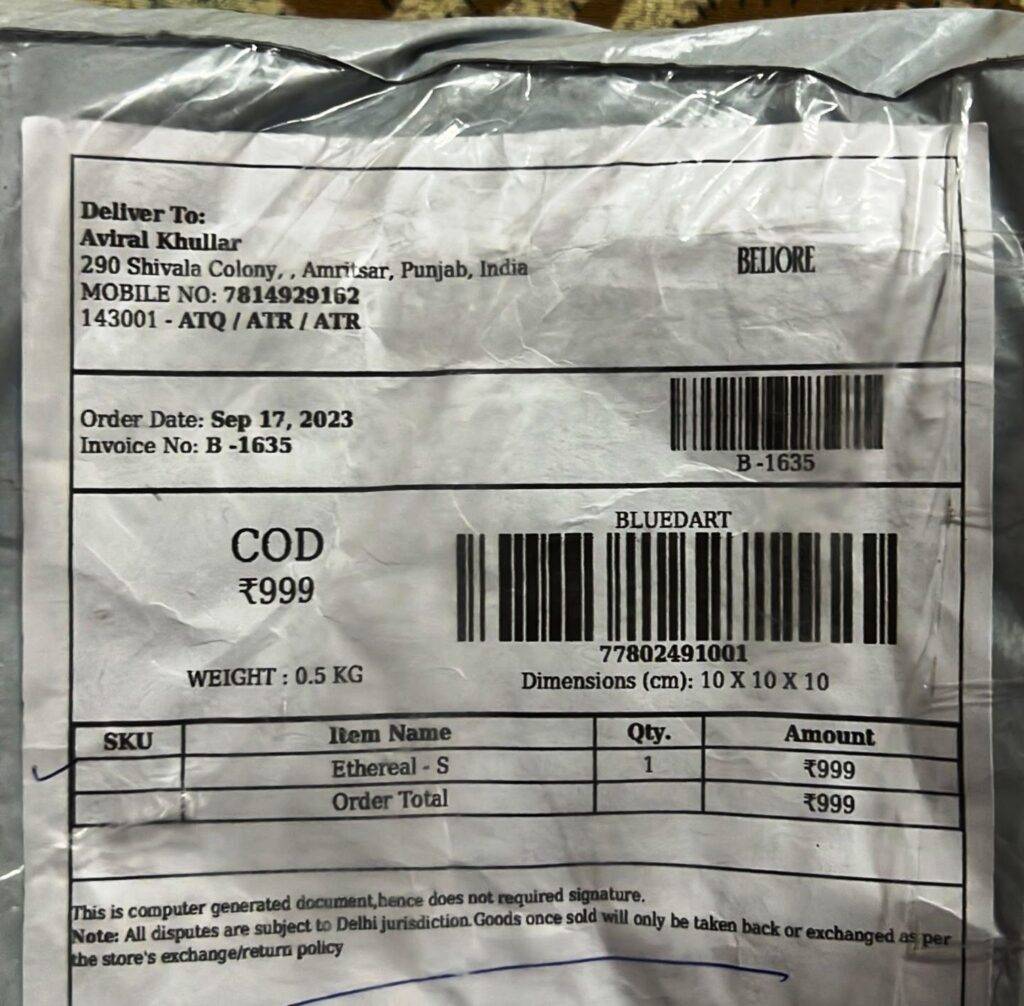 Deliver To:
Aviral Khullar
290 Shivala Colony, , Amritsar, Punjab, India
MOBILE NO: 7814929162
143001 - ATQ / ATR / ATR
BELIORE
Order Date: Sep 17, 2023
Invoice No: B -1635
B -1635
COD
₹999
WEIGHT : 0.5 KG
BLUEDART
77802491001
Dimensions (cm): 10 X 10 X 10
SKU Item Name Qty. Amount
Ethereal - S 1 ₹999
Order Total ₹999
This is computer generated document,hence does not required signature.
Note: All disputes are subject to Delhi jurisdiction.Goods once sold will only be taken back or exchanged as per
the store's exchange/return policy